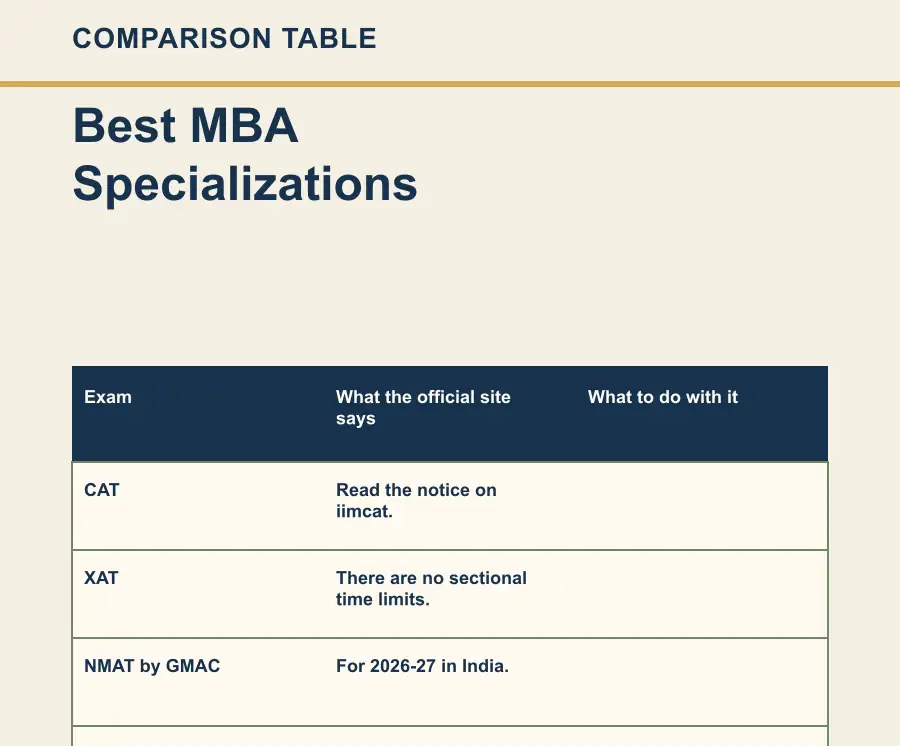 COMPARISON TABLE
Best MBA
Specializations
Exam
What the official site
says
What to do with it
CAT
Read the notice on
iimcat.
XAT
There are no sectional
time limits.
NMAT by GMAC
For 2026-27 in India.